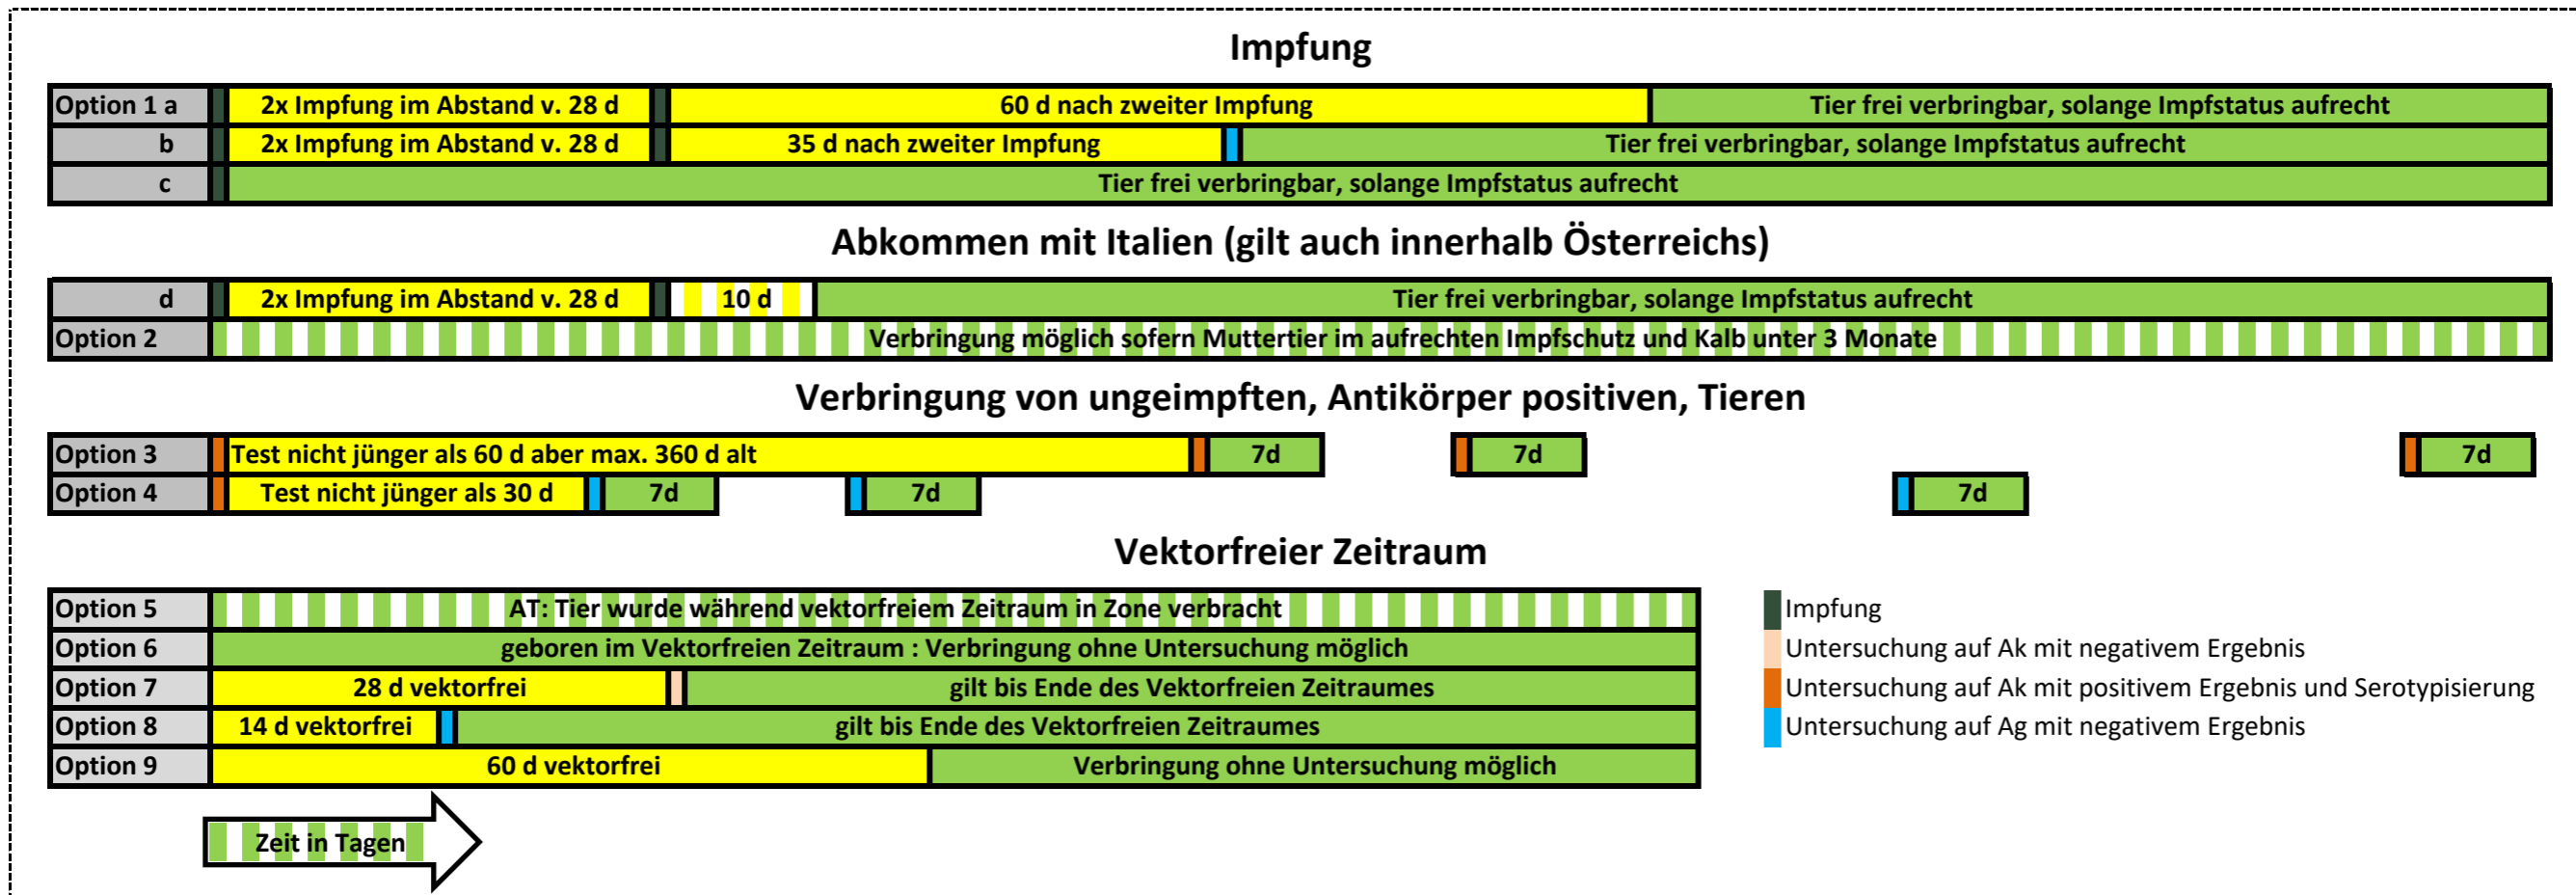 Impfung
Option 1 a 2x Impfung im Abstand v. 28 d 60 d nach zweiter Impfung Tier frei verbringbar, solange Impfstatus aufrecht
b 2x Impfung im Abstand v. 28 d 35 d nach zweiter Impfung Tier frei verbringbar, solange Impfstatus aufrecht
c Tier frei verbringbar, solange Impfstatus aufrecht
Abkommen mit Italien (gilt auch innerhalb Österreichs)
d 2x Impfung im Abstand v. 28 d 10 d Tier frei verbringbar, solange Impfstatus aufrecht
Option 2 Verbringung möglich sofern Muttertier im aufrechten Impfschutz und Kalb unter 3 Monate
Verbringung von ungeimpften, Antikörper positiven, Tieren
Option 3 Test nicht jünger als 60 d aber max. 360 d alt 7d 7d 7d
Option 4 Test nicht jünger als 30 d 7d 7d 7d
Vektorfreier Zeitraum
Option 5 AT: Tier wurde während vektorfreiem Zeitraum in Zone verbracht
Option 6 geboren im Vektorfreien Zeitraum : Verbringung ohne Untersuchung möglich
Option 7 28 d vektorfrei gilt bis Ende des Vektorfreien Zeitraumes
Option 8 14 d vektorfrei gilt bis Ende des Vektorfreien Zeitraumes
Option 9 60 d vektorfrei Verbringung ohne Untersuchung möglich
Impfung
Untersuchung auf Ak mit negativem Ergebnis
Untersuchung auf Ak mit positivem Ergebnis und Serotypisierung
Untersuchung auf Ag mit negativem Ergebnis
Zeit in Tagen